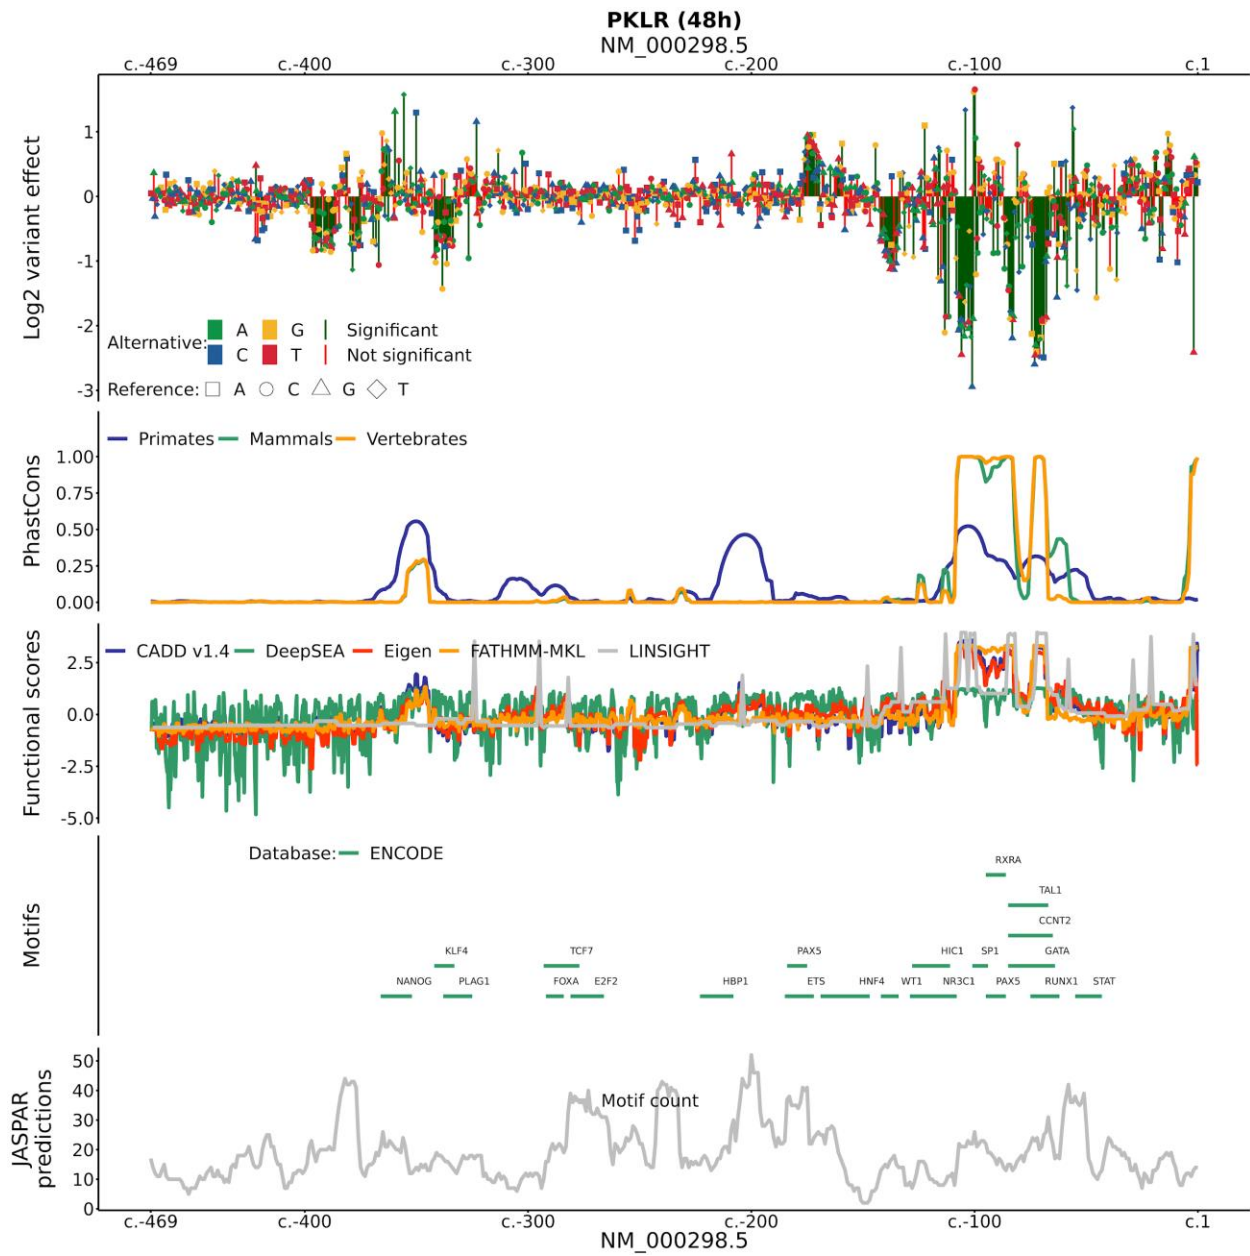 PKLR (48h)
NM_000298.5
c.-469 c.-400 c.-300 c.-200 c.-100 c.1
Log2 variant effect
1
0
-1
-2
-3
Alternative: A G Significant
C T Not significant
Reference: A C G T
PhastCons
Primates Mammals Vertebrates
1.00
0.75
0.50
0.25
0.00
Functional scores
CADD v1.4 DeepSEA Eigen FATHMM-MKL LINSIGHT
2.5
0.0
-2.5
-5.0
Motifs
Database: ENCODE
RXRA
TAL1
CCNT2
KLF4 TCF7 PAX5 HIC1 SP1 GATA
NANOG PLAG1 FOXA E2F2 HBP1 ETS HNF4 WT1 NR3C1 PAX5 RUNX1 STAT
JASPAR
predictions
50
40
Motif count
30
20
10
0
c.-469 c.-400 c.-300 c.-200 c.-100 c.1
NM_000298.5